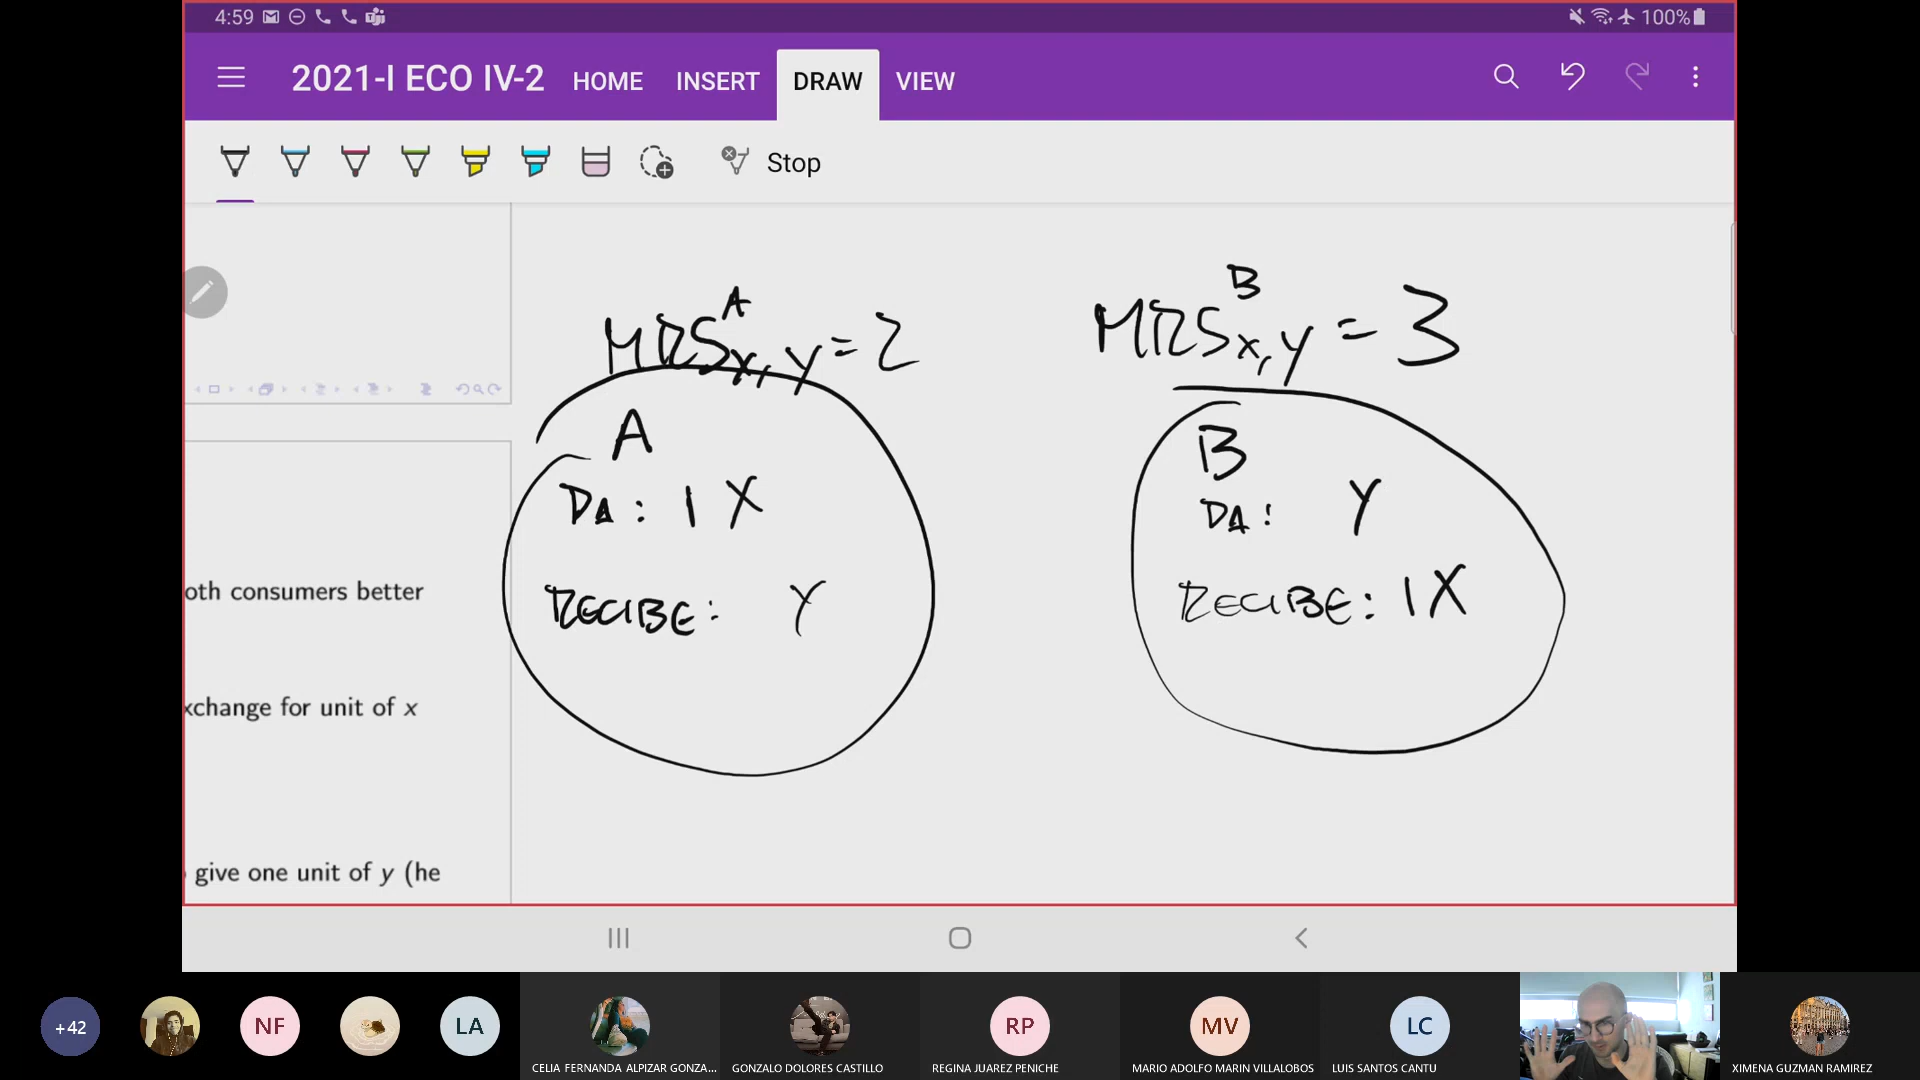 4:59 100%
2021-I ECO IV-2 HOME INSERT DRAW VIEW
Stop
MRS^A x,y = 2
MRS^B x,y = 3
A
DA: 1 X
RECIBE: Y
B
DA: Y
RECIBE: 1X
oth consumers better
xchange for unit of x
give one unit of y (he
+42
NF
LA
CELIA FERNANDA ALPIZAR GONZA...
GONZALO DOLORES CASTILLO
RP
REGINA JUAREZ PENICHE
MV
MARIO ADOLFO MARIN VILLALOBOS
LC
LUIS SANTOS CANTU
XIMENA GUZMAN RAMIREZ